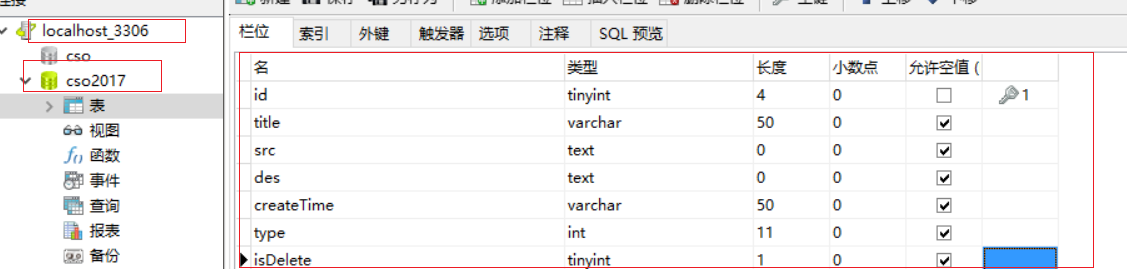 localhost_3306
cso
cso2017
表
视图
函数
事件
查询
报表
备份
栏位 索引 外键 触发器 选项 注释 SQL 预览
名 类型 长度 小数点 允许空值 (
id tinyint 4 0 1
title varchar 50 0
src text 0 0
des text 0 0
createTime varchar 50 0
type int 11 0
isDelete tinyint 1 0